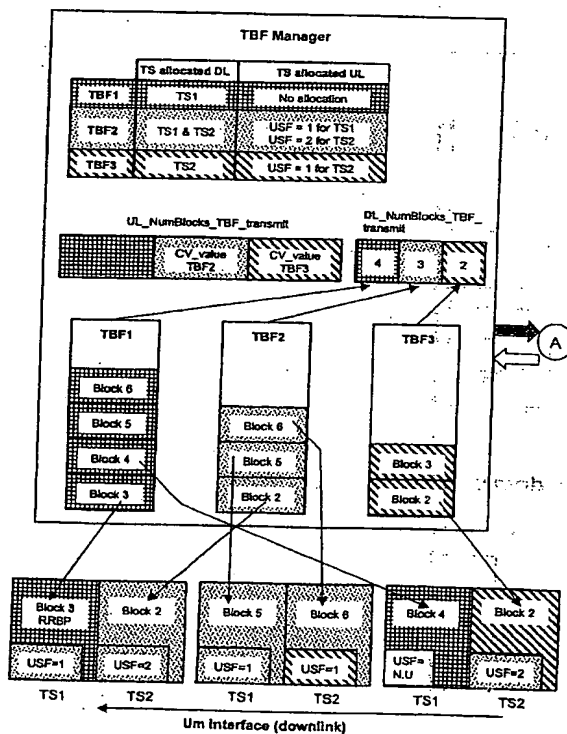 TBF Manager
TS allocated DL
TS allocated UL
TBF1
TS1
No allocation
TBF2
TS1 & TS2
USF = 1 for TS1
USF = 2 for TS2
TBF3
TS2
USF = 1 for TS2
UL_NumBlocks_TBF_transmit
DL_NumBlocks_TBF_
transmit
CV_value
TBF2
CV_value
TBF3
4
3
2
TBF1
TBF2
TBF3
A
Block 6
Block 5
Block 4
Block 3
Block 6
Block 5
Block 2
Block 3
Block 2
Block 3
RRBP
Block 2
Block 5
Block 6
Block 4
Block 2
USF=1
USF=2
USF=1
USF=1
USF=
N.U
USF=2
TS1
TS2
TS1
TS2
TS1
TS2
Um Interface (downlink)